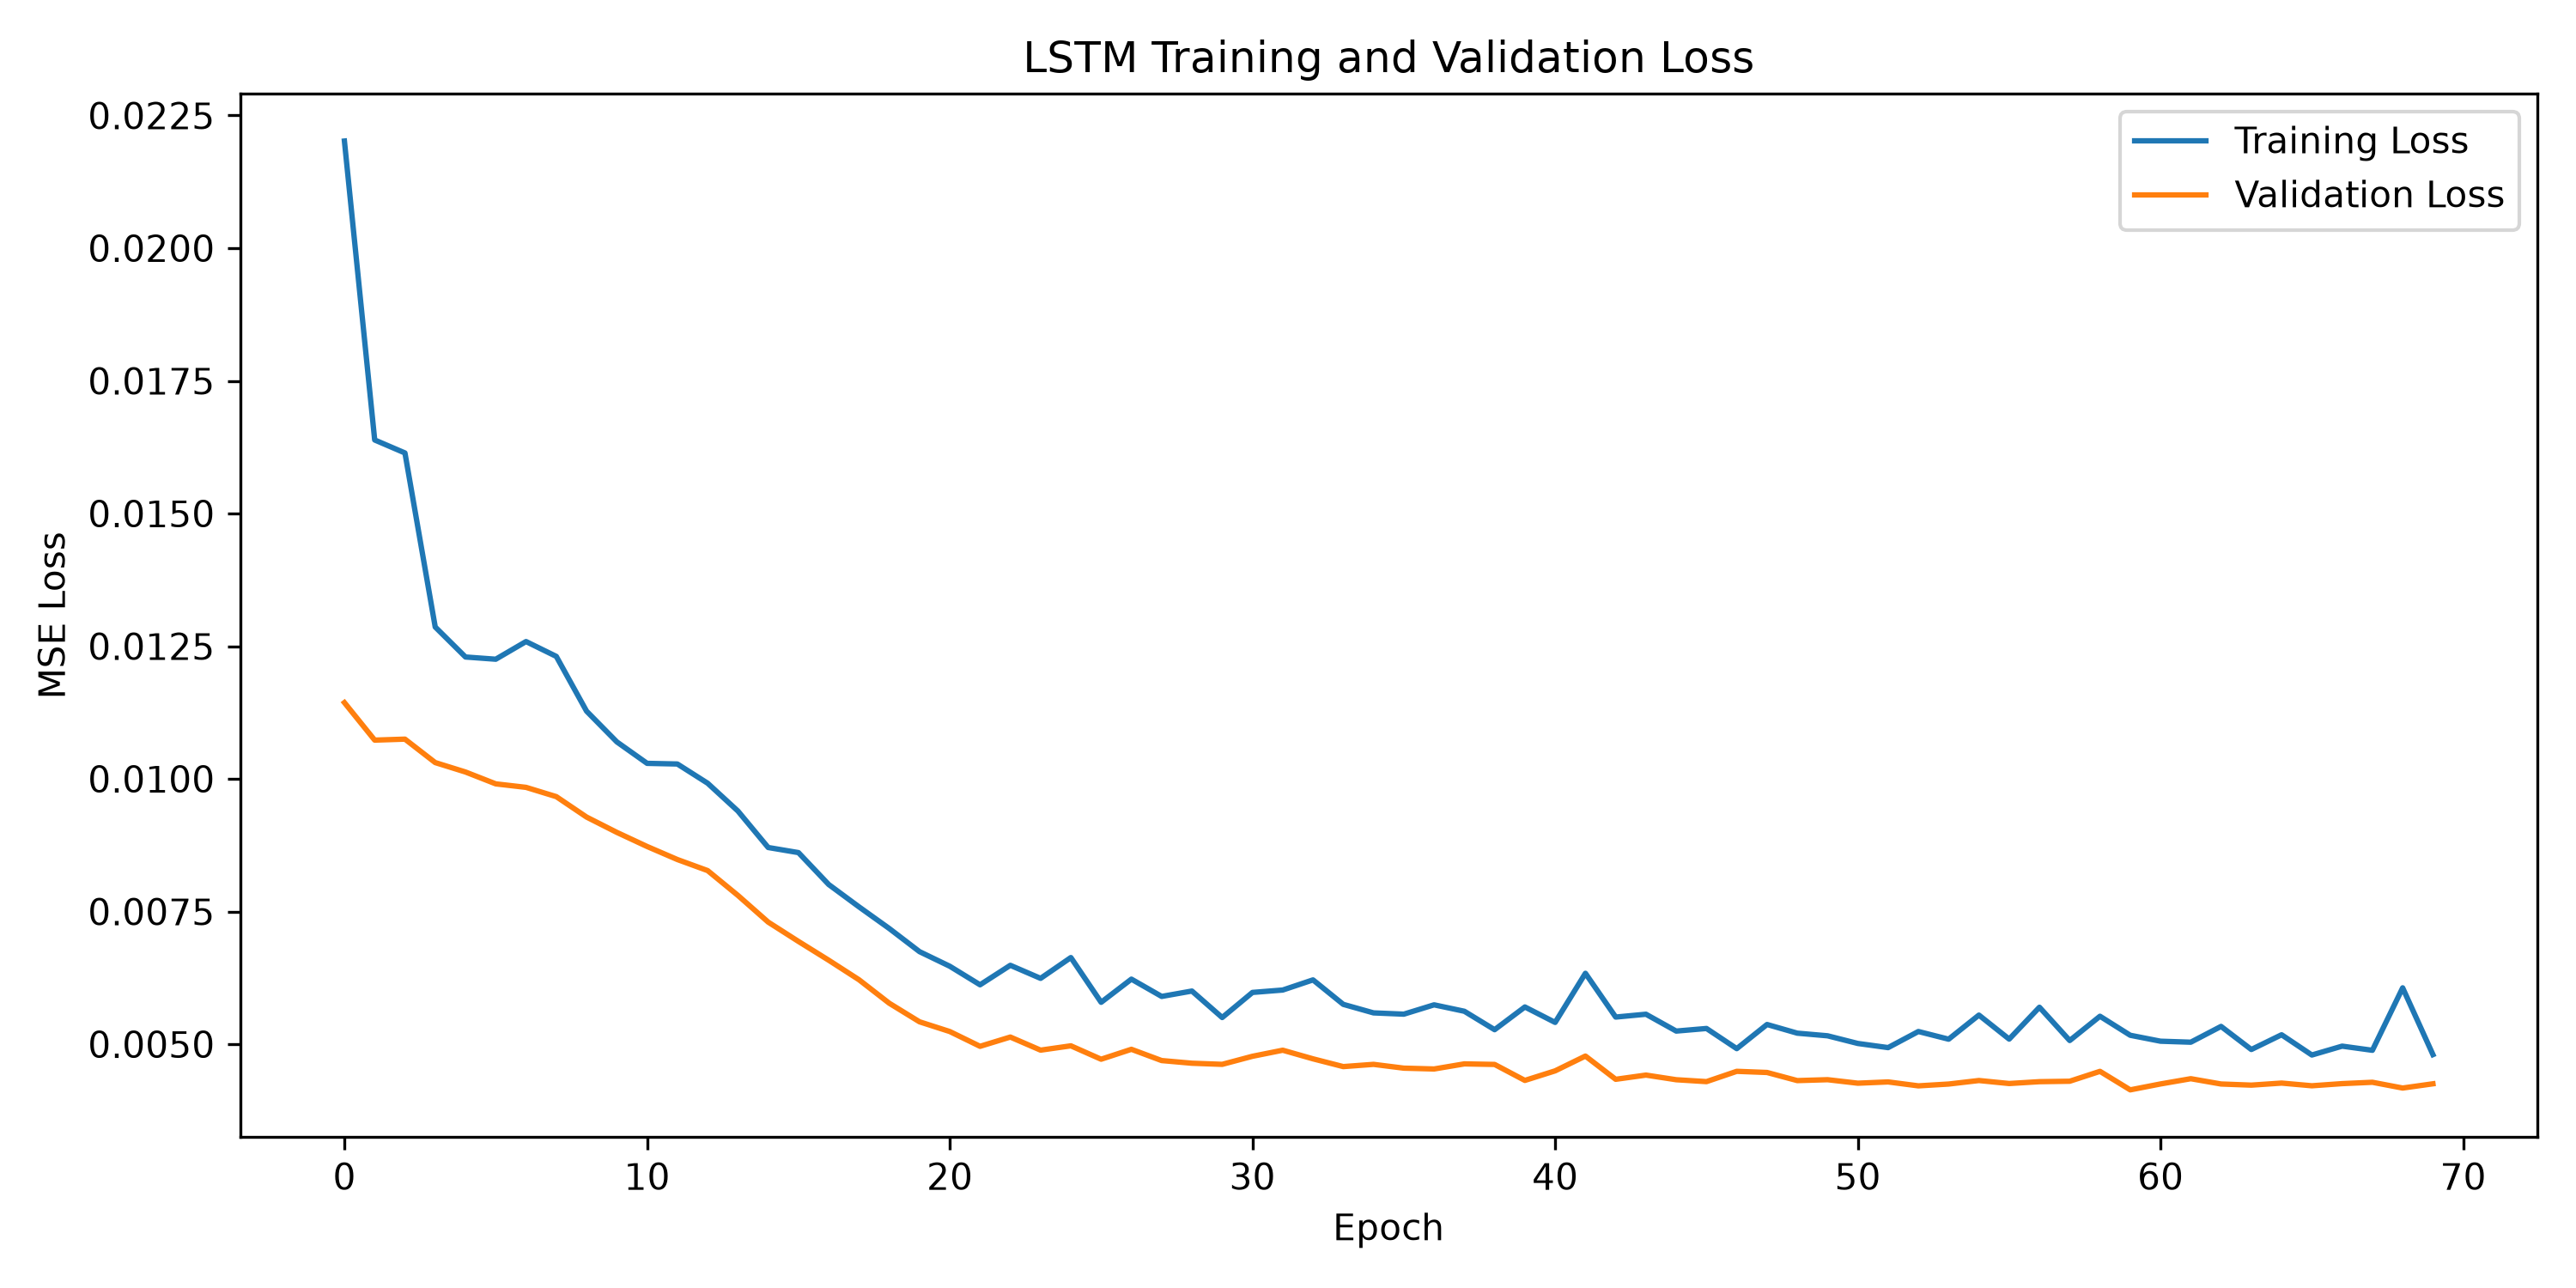 LSTM Training and Validation Loss
Training Loss
Validation Loss
MSE Loss
0.0225
0.0200
0.0175
0.0150
0.0125
0.0100
0.0075
0.0050
0 10 20 30 40 50 60 70
Epoch